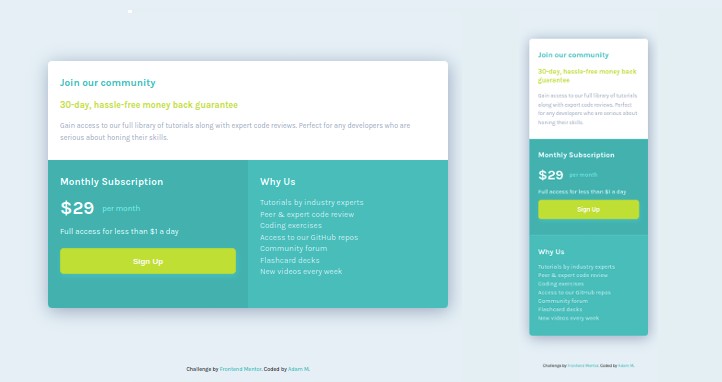 Join our community
30-day, hassle-free money back guarantee
Gain access to our full library of tutorials along with expert code reviews. Perfect for any developers who are
serious about honing their skills.
Monthly Subscription
$29 per month
Full access for less than $1 a day
Sign Up
Why Us
Tutorials by industry experts
Peer & expert code review
Coding exercises
Access to our GitHub repos
Community forum
Flashcard decks
New videos every week
Challenge by Frontend Mentor. Coded by Adam M.
Join our community
30-day, hassle-free money back
guarantee
Gain access to our full library of tutorials
along with expert code reviews. Perfect
for any developers who are serious about
honing their skills.
Monthly Subscription
$29 per month
Full access for less than $1 a day
Sign Up
Why Us
Tutorials by industry experts
Peer & expert code review
Coding exercises
Access to our GitHub repos
Community forum
Flashcard decks
New videos every week
Challenge by Frontend Mentor. Coded by Adam M.